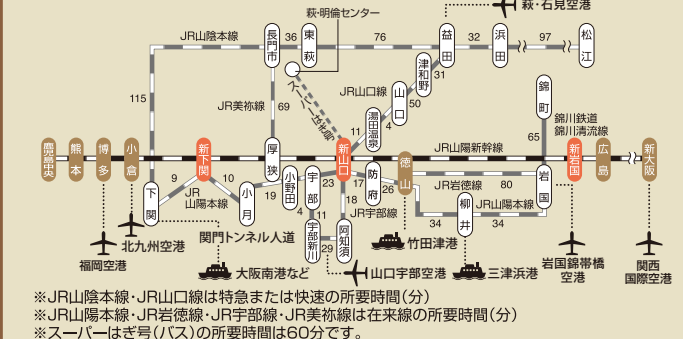 萩・明倫センター
萩・石見空港
JR山陰本線
長門市
36
東萩
76
益田
32
浜田
97
松江
115
JR美祢線
69
スーパーはぎ号
JR山口線
11
湯田温泉
4
山口
50
津和野
31
錦町
錦川鉄道
錦川清流線
65
鹿児島中央
熊本
博多
小倉
新下関
厚狭
新山口
徳山
JR山陽新幹線
新岩国
広島
新大阪
下関
9
10
JR
山陽本線
小月
19
小野田
4
宇部
23
11
宇部新川
29
阿知須
18
17
防府
26
JR宇部線
JR岩徳線
80
岩国
34
柳井
JR山陽本線
34
福岡空港
北九州空港
関門トンネル人道
大阪南港など
山口宇部空港
竹田津港
三津浜港
岩国錦帯橋
空港
関西
国際空港
※JR山陰本線・JR山口線は特急または快速の所要時間(分)
※JR山陽本線・JR岩徳線・JR宇部線・JR美祢線は在来線の所要時間(分)
※スーパーはぎ号(バス)の所要時間は60分です。